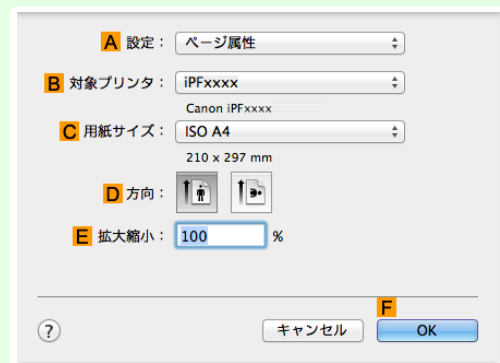 A 設定： ページ属性
B 対象プリンタ： iPFxxxx
Canon iPFxxxx
C 用紙サイズ： ISO A4
210 x 297 mm
D 方向：
E 拡大縮小： 100 %
F
? キャンセル OK